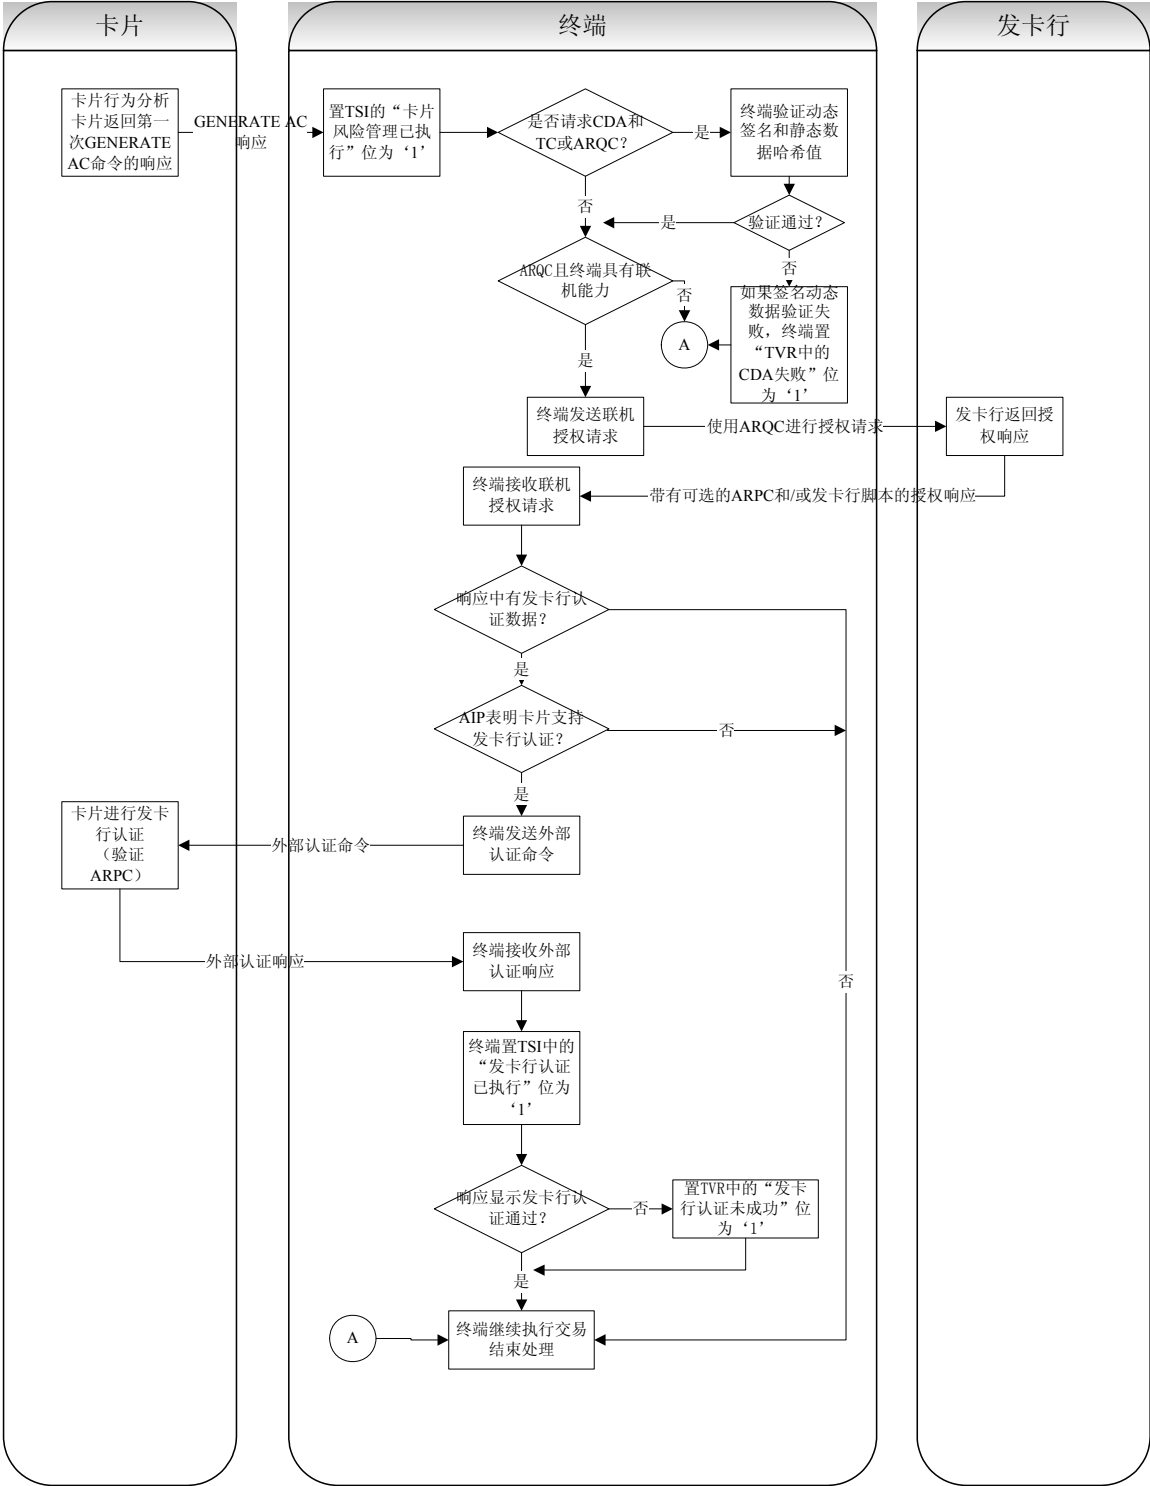 卡片
终端
发卡行
卡片行为分析
卡片返回第一
次GENERATE
AC命令的响应
GENERATE AC
响应
置TSI的“卡片
风险管理已执
行”位为‘1’
是否请求CDA和
TC或ARQC?
是
终端验证动态
签名和静态数
据哈希值
否
是
验证通过?
否
ARQC且终端具有联
机能力
否
A
如果签名动态
数据验证失
败，终端置
“TVR中的
CDA失败”位
为‘1’
是
终端发送联机
授权请求
使用ARQC进行授权请求
发卡行返回授
权响应
终端接收联机
授权请求
带有可选的ARPC和/或发卡行脚本的授权响应
响应中有发卡行认
证数据?
是
AIP表明卡片支持
发卡行认证?
否
是
卡片进行发卡
行认证
（验证
ARPC）
外部认证命令
终端发送外部
认证命令
外部认证响应
终端接收外部
认证响应
否
终端置TSI中的
“发卡行认证
已执行”位为
‘1’
响应显示发卡行认
证通过?
否
置TVR中的“发卡
行认证未成功”位
为‘1’
是
A
终端继续执行交易
结束处理